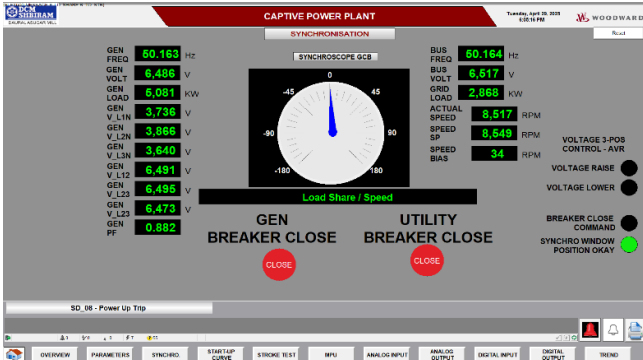 DCM
SHRIRAM
CAPTIVE POWER PLANT
Tuesday, April 20, 2023
WOODWARD
SYNCHRONISATION
Reset
GEN FREQ 50.163 Hz
GEN VOLT 6,486 V
GEN LOAD 5,081 KW
GEN V_L1N 3,736 V
GEN V_L2N 3,866 V
GEN V_L3N 3,640 V
GEN V_L12 6,491 V
GEN V_L23 6,495 V
GEN V_L23 6,473 V
GEN PF 0.882
SYNCHROSCOPE GCB
0
-45 45
-90 90
-180 180
BUS FREQ 50.164 Hz
BUS VOLT 6,517 V
GRID LOAD 2,868 KW
ACTUAL SPEED 8,517 RPM
SPEED SP 8,549 RPM
SPEED BIAS 34 RPM
Load Share / Speed
GEN
BREAKER CLOSE
CLOSE
UTILITY
BREAKER CLOSE
CLOSE
VOLTAGE 3-POS
CONTROL - AVR
VOLTAGE RAISE
VOLTAGE LOWER
BREAKER CLOSE
COMMAND
SYNCHRO WINDOW
POSITION OKAY
SD_08 - Power Up Trip
OVERVIEW
PARAMETERS
SYNCHRO
START-UP
CURVE
STROKE TEST
MPU
ANALOG INPUT
ANALOG
OUTPUT
DIGITAL INPUT
DIGITAL
OUTPUT
TREND